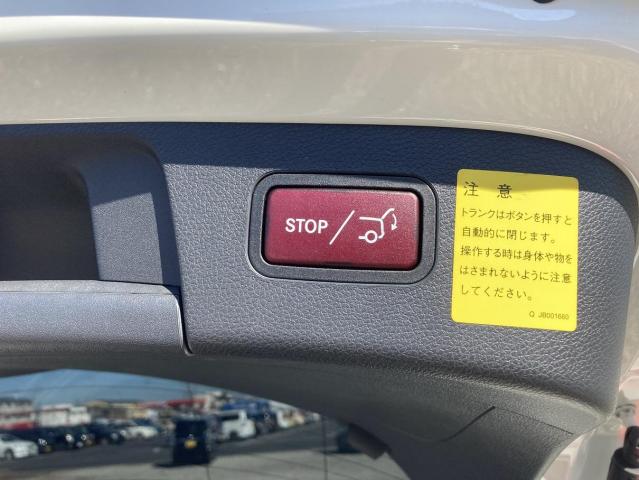 STOP
注 意
トランクはボタンを押すと
自動的に閉じます。
操作する時は身体や物を
はさまれないように注意
してください。
Q JB001660